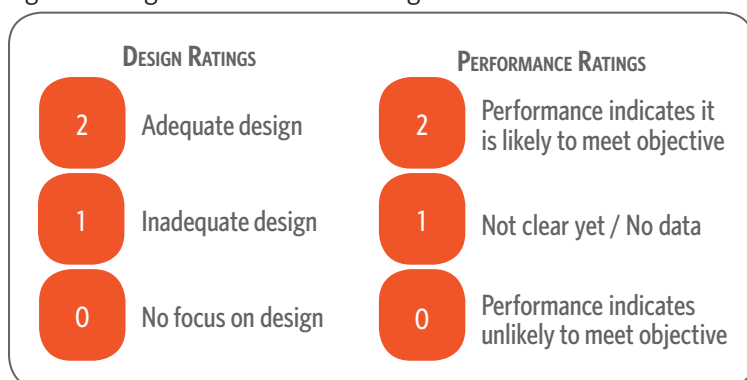 DESIGN RATINGS
2
Adequate design
1
Inadequate design
0
No focus on design
PERFORMANCE RATINGS
2
Performance indicates it
is likely to meet objective
1
Not clear yet / No data
0
Performance indicates
unlikely to meet objective